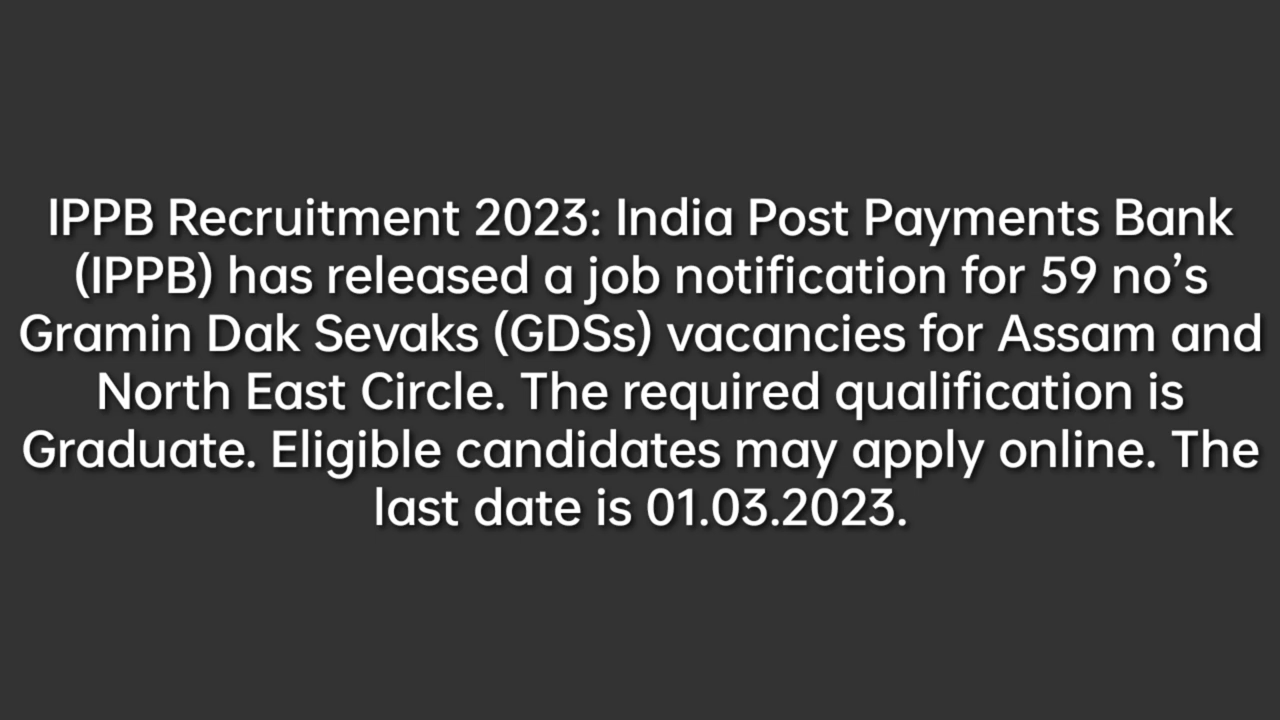 IPPB Recruitment 2023: India Post Payments Bank
(IPPB) has released a job notification for 59 no’s
Gramin Dak Sevaks (GDSs) vacancies for Assam and
North East Circle. The required qualification is
Graduate. Eligible candidates may apply online. The
last date is 01.03.2023.